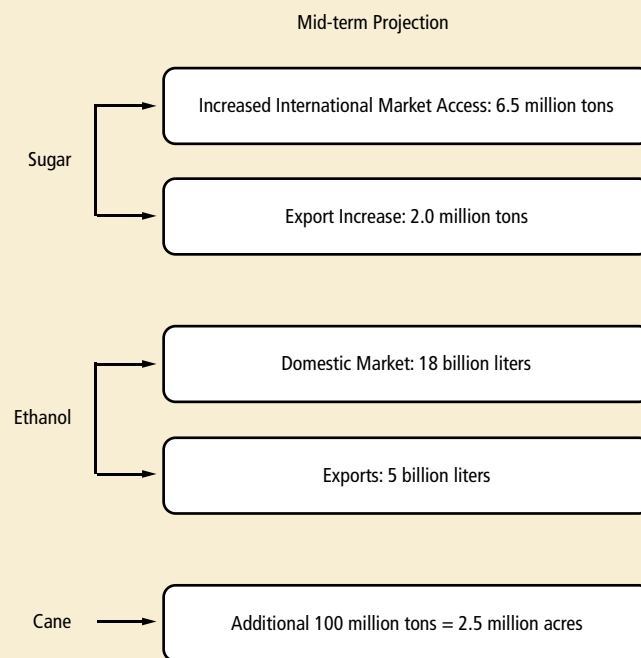 Mid-term Projection
Sugar
Increased International Market Access: 6.5 million tons
Export Increase: 2.0 million tons
Ethanol
Domestic Market: 18 billion liters
Exports: 5 billion liters
Cane
Additional 100 million tons = 2.5 million acres